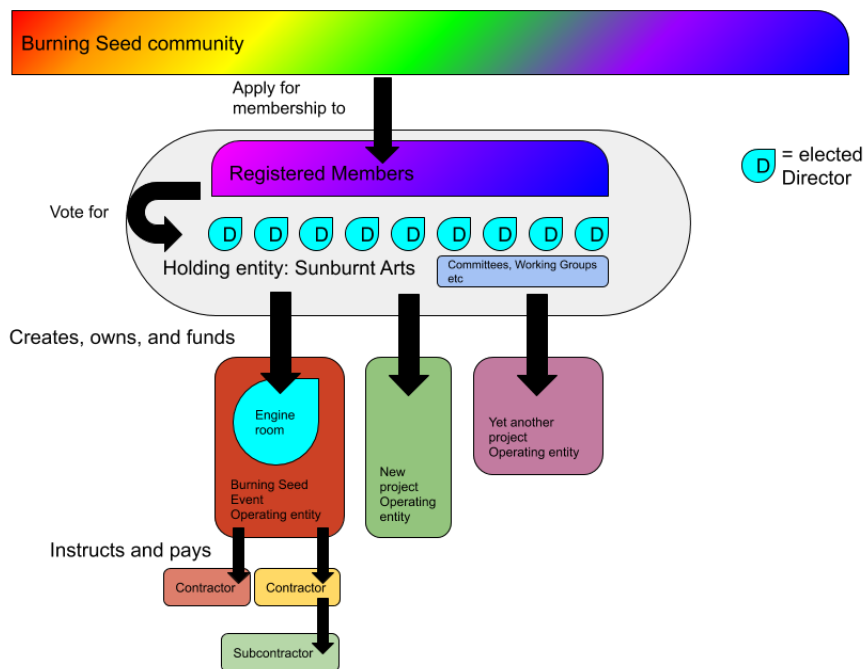 Burning Seed community
Apply for
membership to
Registered Members
D
= elected
Director
Vote for
D D D D D D D D D
Holding entity: Sunburnt Arts
Committees, Working Groups
etc
Creates, owns, and funds
Engine
room
Burning Seed
Event
Operating entity
New
project
Operating
entity
Yet another
project
Operating entity
Instructs and pays
Contractor
Contractor
Subcontractor